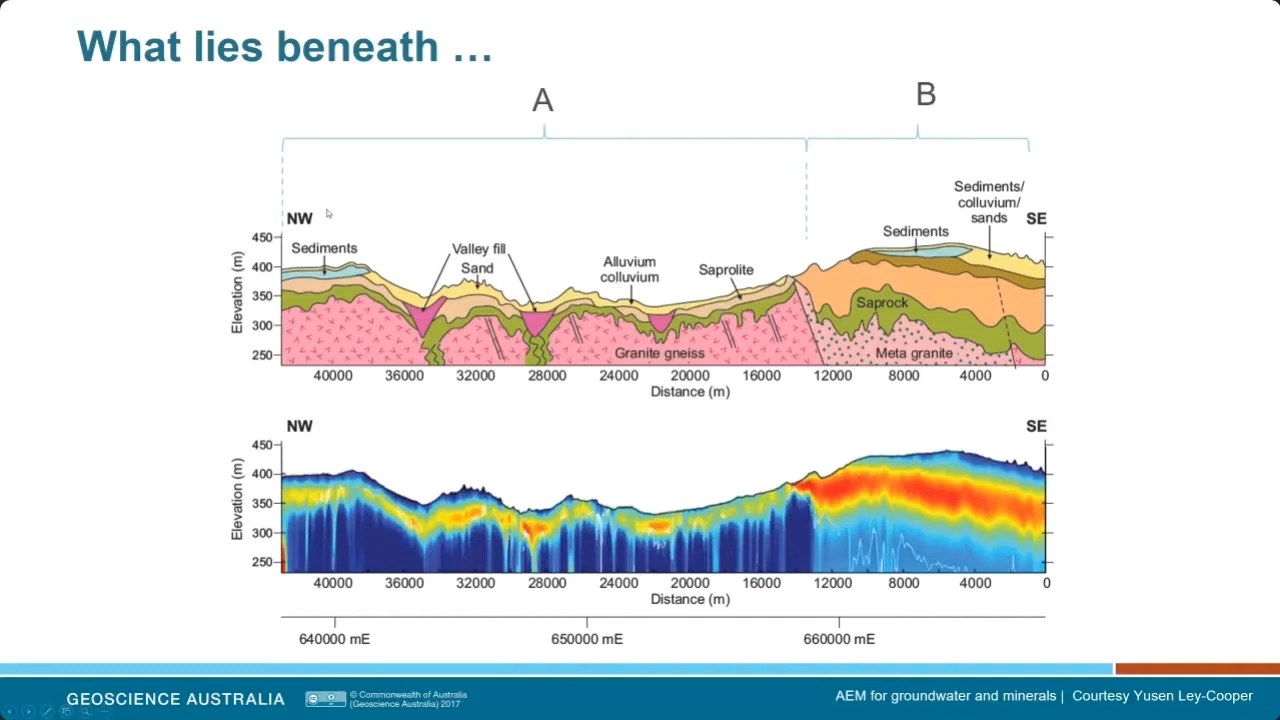 What lies beneath …
A
B
Sediments/
colluvium/
sands
NW
SE
Sediments
Valley fill
Sand
Alluvium
colluvium
Saprolite
Sediments
Elevation (m)
450
400
350
300
250
Saprock
Granite gneiss
Meta granite
40000 36000 32000 28000 24000 20000 16000 12000 8000 4000 0
Distance (m)
NW
SE
Elevation (m)
450
400
350
300
250
40000 36000 32000 28000 24000 20000 16000 12000 8000 4000 0
Distance (m)
640000 mE 650000 mE 660000 mE
GEOSCIENCE AUSTRALIA
© Commonwealth of Australia
(Geoscience Australia) 2017
AEM for groundwater and minerals | Courtesy Yusen Ley-Cooper